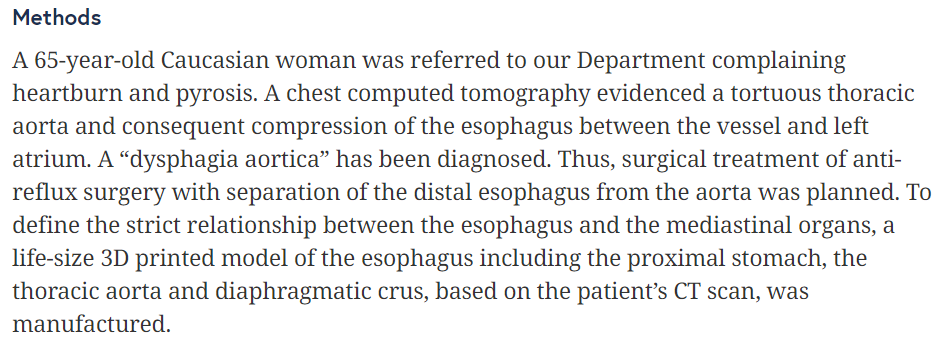 Methods
A 65-year-old Caucasian woman was referred to our Department complaining
heartburn and pyrosis. A chest computed tomography evidenced a tortuous thoracic
aorta and consequent compression of the esophagus between the vessel and left
atrium. A “dysphagia aortica” has been diagnosed. Thus, surgical treatment of anti-
reflux surgery with separation of the distal esophagus from the aorta was planned. To
define the strict relationship between the esophagus and the mediastinal organs, a
life-size 3D printed model of the esophagus including the proximal stomach, the
thoracic aorta and diaphragmatic crus, based on the patient’s CT scan, was
manufactured.